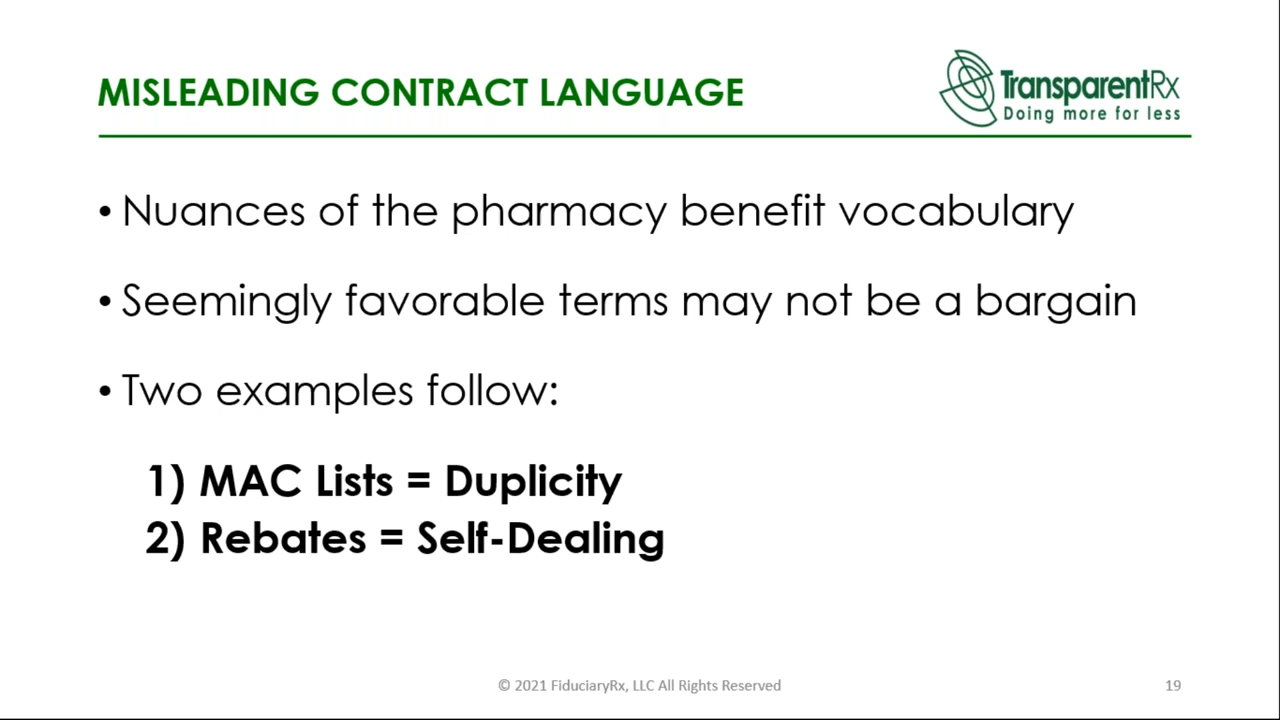 MISLEADING CONTRACT LANGUAGE
TransparentRx
Doing more for less
• Nuances of the pharmacy benefit vocabulary
• Seemingly favorable terms may not be a bargain
• Two examples follow:
1) MAC Lists = Duplicity
2) Rebates = Self-Dealing
© 2021 FiduciaryRx, LLC All Rights Reserved
19